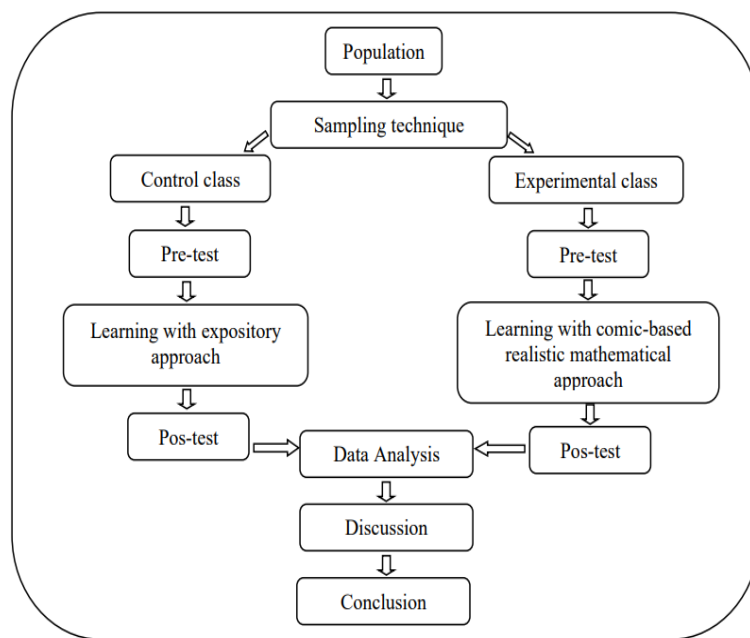 Population
Sampling technique
Control class
Experimental class
Pre-test
Pre-test
Learning with expository
approach
Learning with comic-based
realistic mathematical
approach
Pos-test
Data Analysis
Pos-test
Discussion
Conclusion